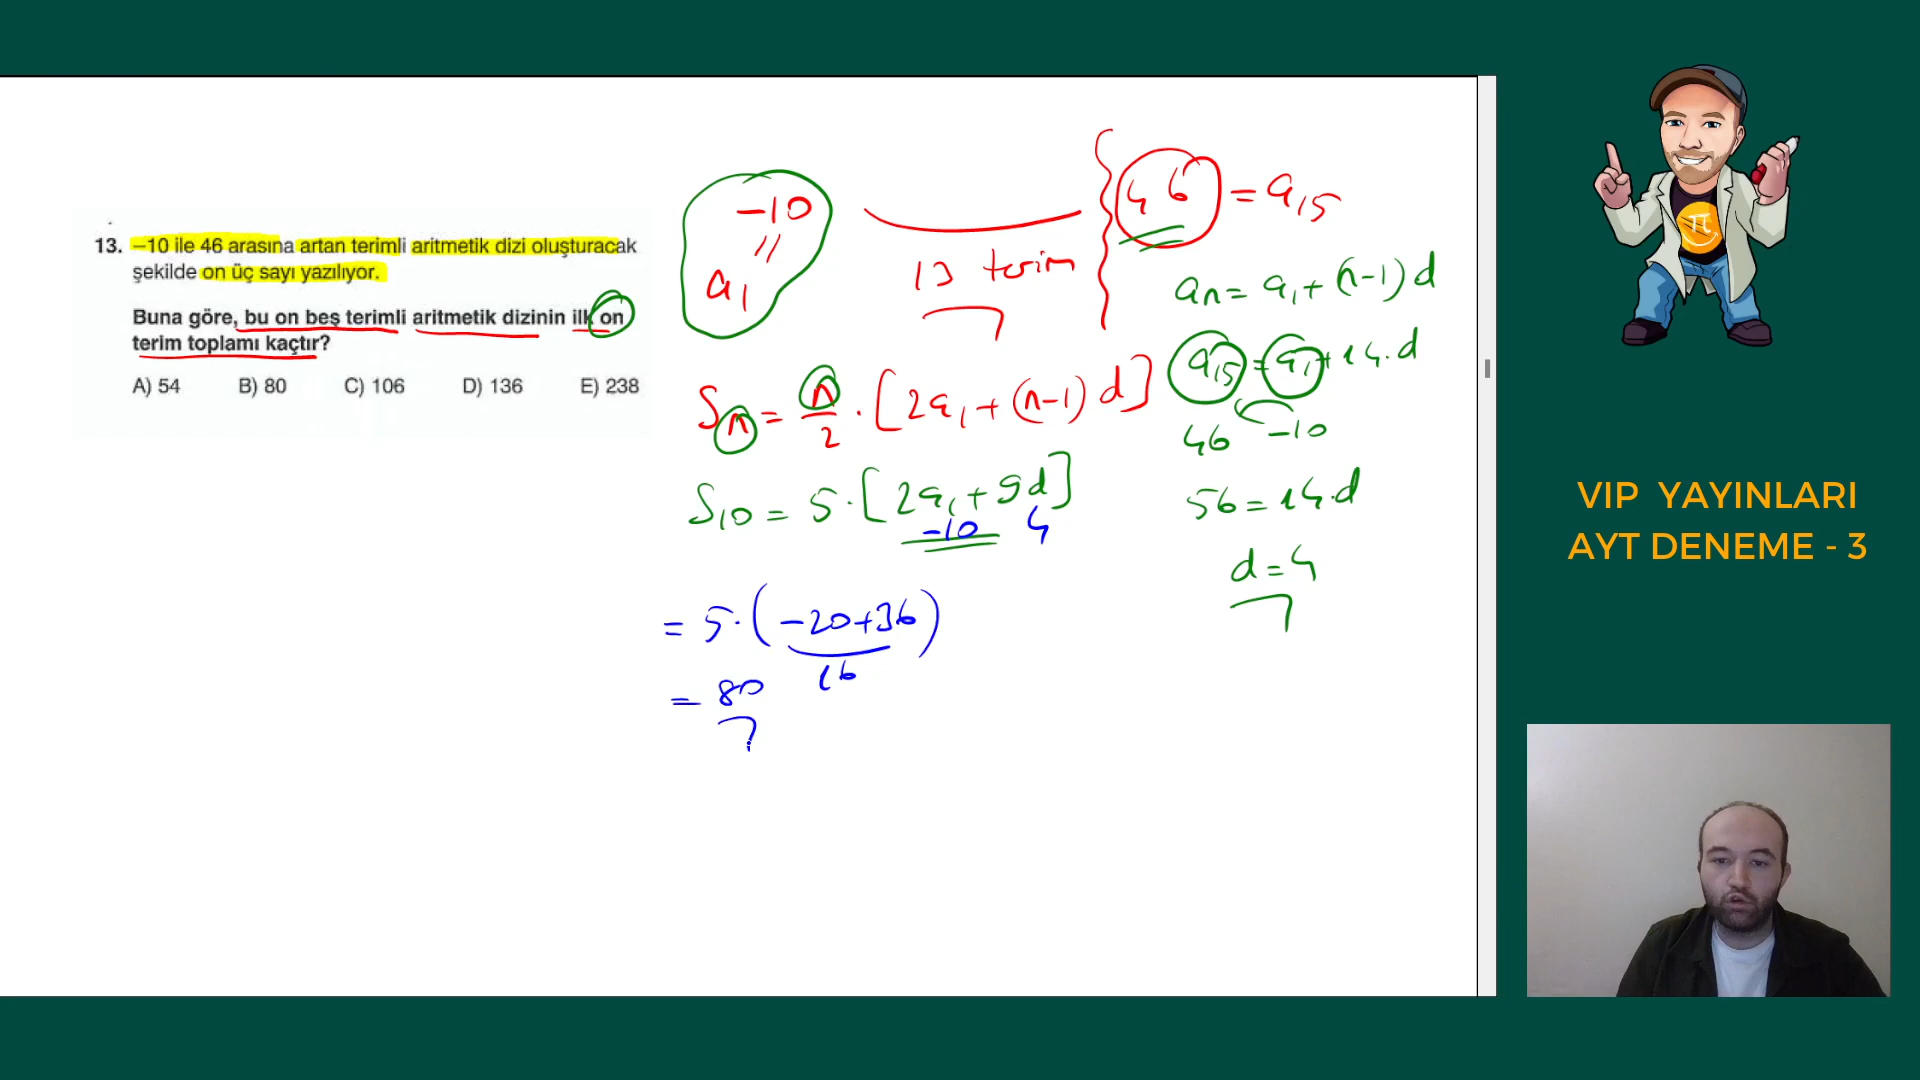 13. –10 ile 46 arasına artan terimli aritmetik dizi oluşturacak
şekilde on üç sayı yazılıyor.
Buna göre, bu on beş terimli aritmetik dizinin ilk on
terim toplamı kaçtır?
A) 54 B) 80 C) 106 D) 136 E) 238
-10
=
a₁
13 terim
46 = a₁₅
aₙ = a₁ + (n-1) d
a₁₅ = a₁ + 14.d
46 -10
56 = 14.d
d = 4
Sₙ = n/2 . [2a₁ + (n-1) d]
S₁₀ = 5 . [2a₁ + 9d]
-10 4
= 5 . (-20+36)
16
= 80
VIP YAYINLARI
AYT DENEME - 3
π